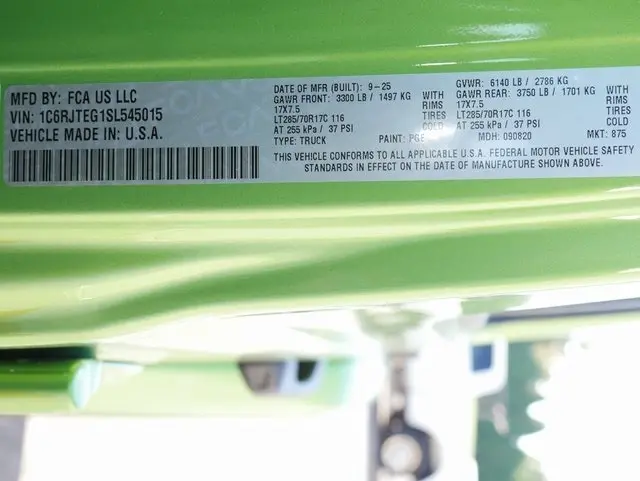 MFD BY: FCA US LLC
VIN: 1C6RJTEG1SL545015
VEHICLE MADE IN: U.S.A.
DATE OF MFR (BUILT): 9-25
GAWR FRONT: 3300 LB / 1497 KG WITH
17X7.5 RIMS
LT285/70R17C 116 TIRES
AT 255 kPa / 37 PSI COLD
TYPE: TRUCK PAINT: PGE
GVWR: 6140 LB / 2786 KG
GAWR REAR: 3750 LB / 1701 KG WITH
17X7.5 RIMS
LT285/70R17C 116 TIRES
AT 255 kPa / 37 PSI COLD
MDH: 090820 MKT: 875
THIS VEHICLE CONFORMS TO ALL APPLICABLE U.S.A. FEDERAL MOTOR VEHICLE SAFETY
STANDARDS IN EFFECT ON THE DATE OF MANUFACTURE SHOWN ABOVE.